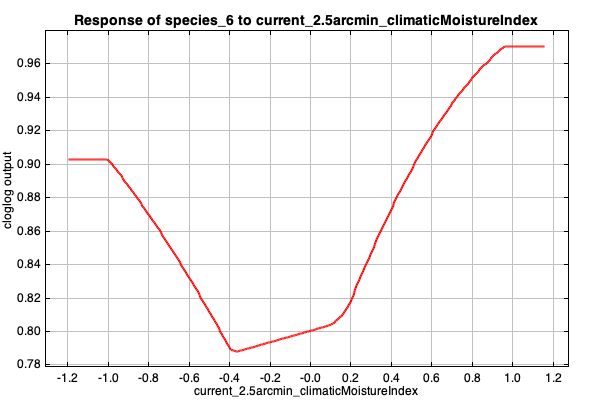 Response of species_6 to current_2.5arcmin_climaticMoistureIndex
cloglog output
0.96
0.94
0.92
0.90
0.88
0.86
0.84
0.82
0.80
0.78
-1.2 -1.0 -0.8 -0.6 -0.4 -0.2 -0.0 0.2 0.4 0.6 0.8 1.0 1.2
current_2.5arcmin_climaticMoistureIndex